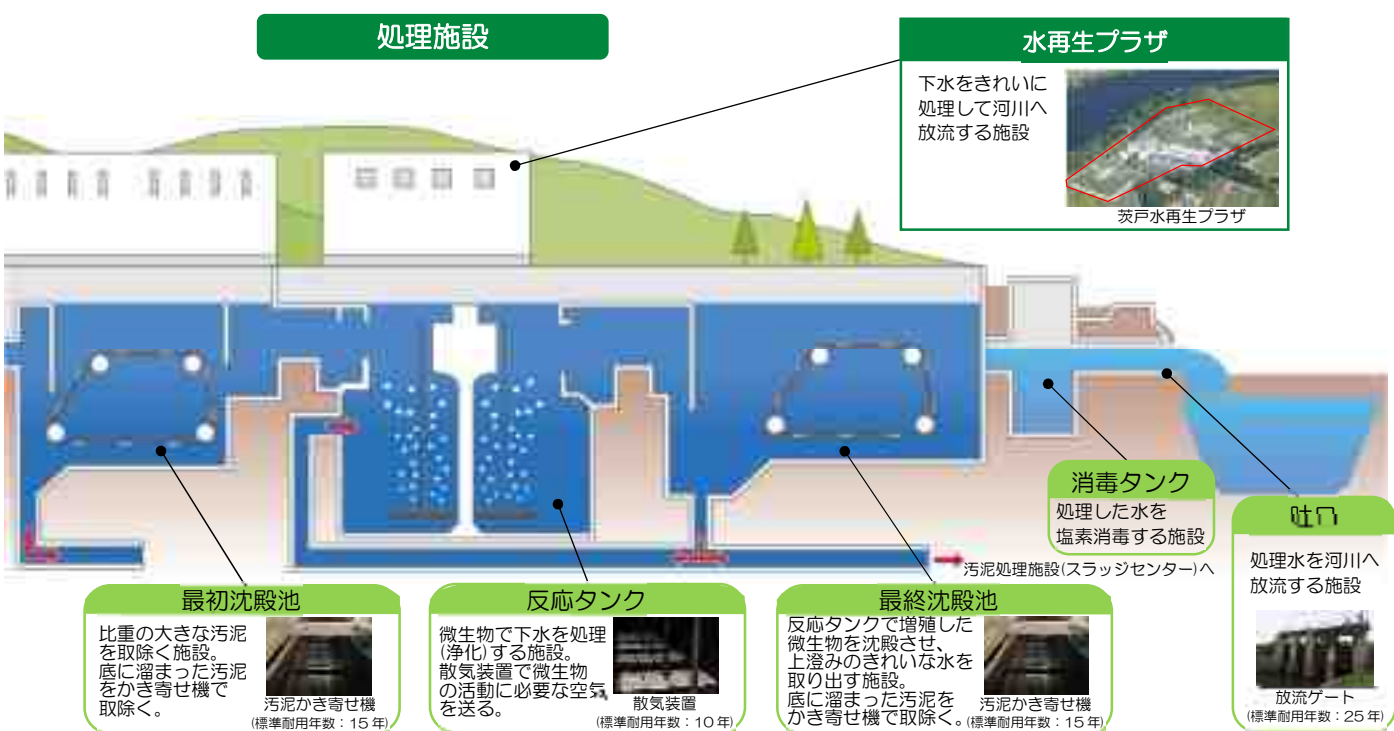 処理施設
水再生プラザ
下水をきれいに
処理して河川へ
放流する施設
茨戸水再生プラザ
消毒タンク
処理した水を
塩素消毒する施設
吐口
処理水を河川へ
放流する施設
放流ゲート
(標準耐用年数：25年)
汚泥処理施設(スラッジセンター)へ
最初沈殿池
比重の大きな汚泥
を取除く施設。
底に溜まった汚泥
をかき寄せ機で
取除く。
汚泥かき寄せ機
(標準耐用年数：15年)
反応タンク
微生物で下水を処理
(浄化)する施設。
散気装置で微生物
の活動に必要な空気
を送る。
散気装置
(標準耐用年数：10年)
最終沈殿池
反応タンクで増殖した
微生物を沈殿させ、
上澄みのきれいな水を
取り出す施設。
底に溜まった汚泥を
かき寄せ機で取除く。
汚泥かき寄せ機
(標準耐用年数：15年)